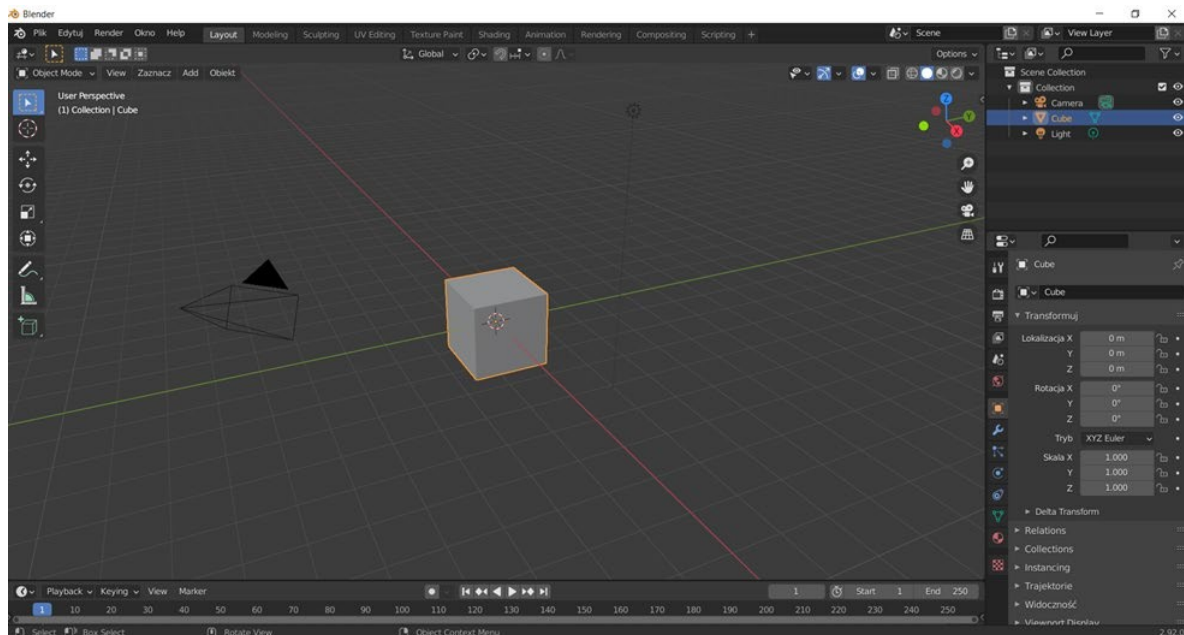 Blender
Plik Edytuj Render Okno Help Layout Modeling Sculpting UV Editing Texture Paint Shading Animation Rendering Compositing Scripting + Scene View Layer
Global Options
Object Mode View Zaznacz Add Obiekt
User Perspective
(1) Collection | Cube
Z
Y
X
Scene Collection
Collection
Camera
Cube
Light
Cube
Cube
Transformuj
Lokalizacja X 0 m
Y 0 m
Z 0 m
Rotacja X 0°
Y 0°
Z 0°
Tryb XYZ Euler
Skala X 1.000
Y 1.000
Z 1.000
Delta Transform
Relations
Collections
Instancing
Trajektorie
Widoczność
Viewport Display
Playback Keying View Marker 1 Start 1 End 250
1 10 20 30 40 50 60 70 80 90 100 110 120 130 140 150 160 170 180 190 200 210 220 230 240 250
Select Box Select Rotate View Object Context Menu 2.92.0